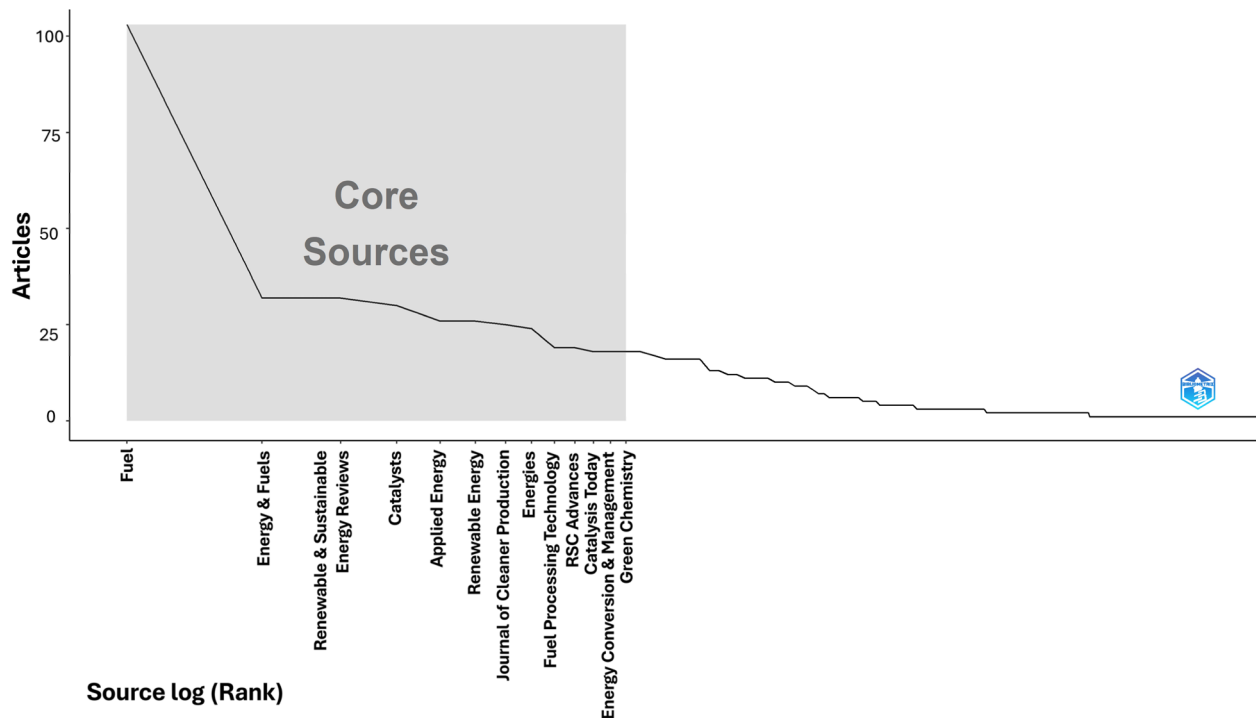 100
75
50
25
0
Articles
Core
Sources
Fuel
Energy & Fuels
Renewable & Sustainable
Energy Reviews
Catalysts
Applied Energy
Renewable Energy
Journal of Cleaner Production
Energies
Fuel Processing Technology
RSC Advances
Catalysis Today
Energy Conversion & Management
Green Chemistry
Source log (Rank)
BIBLIOMETRIX